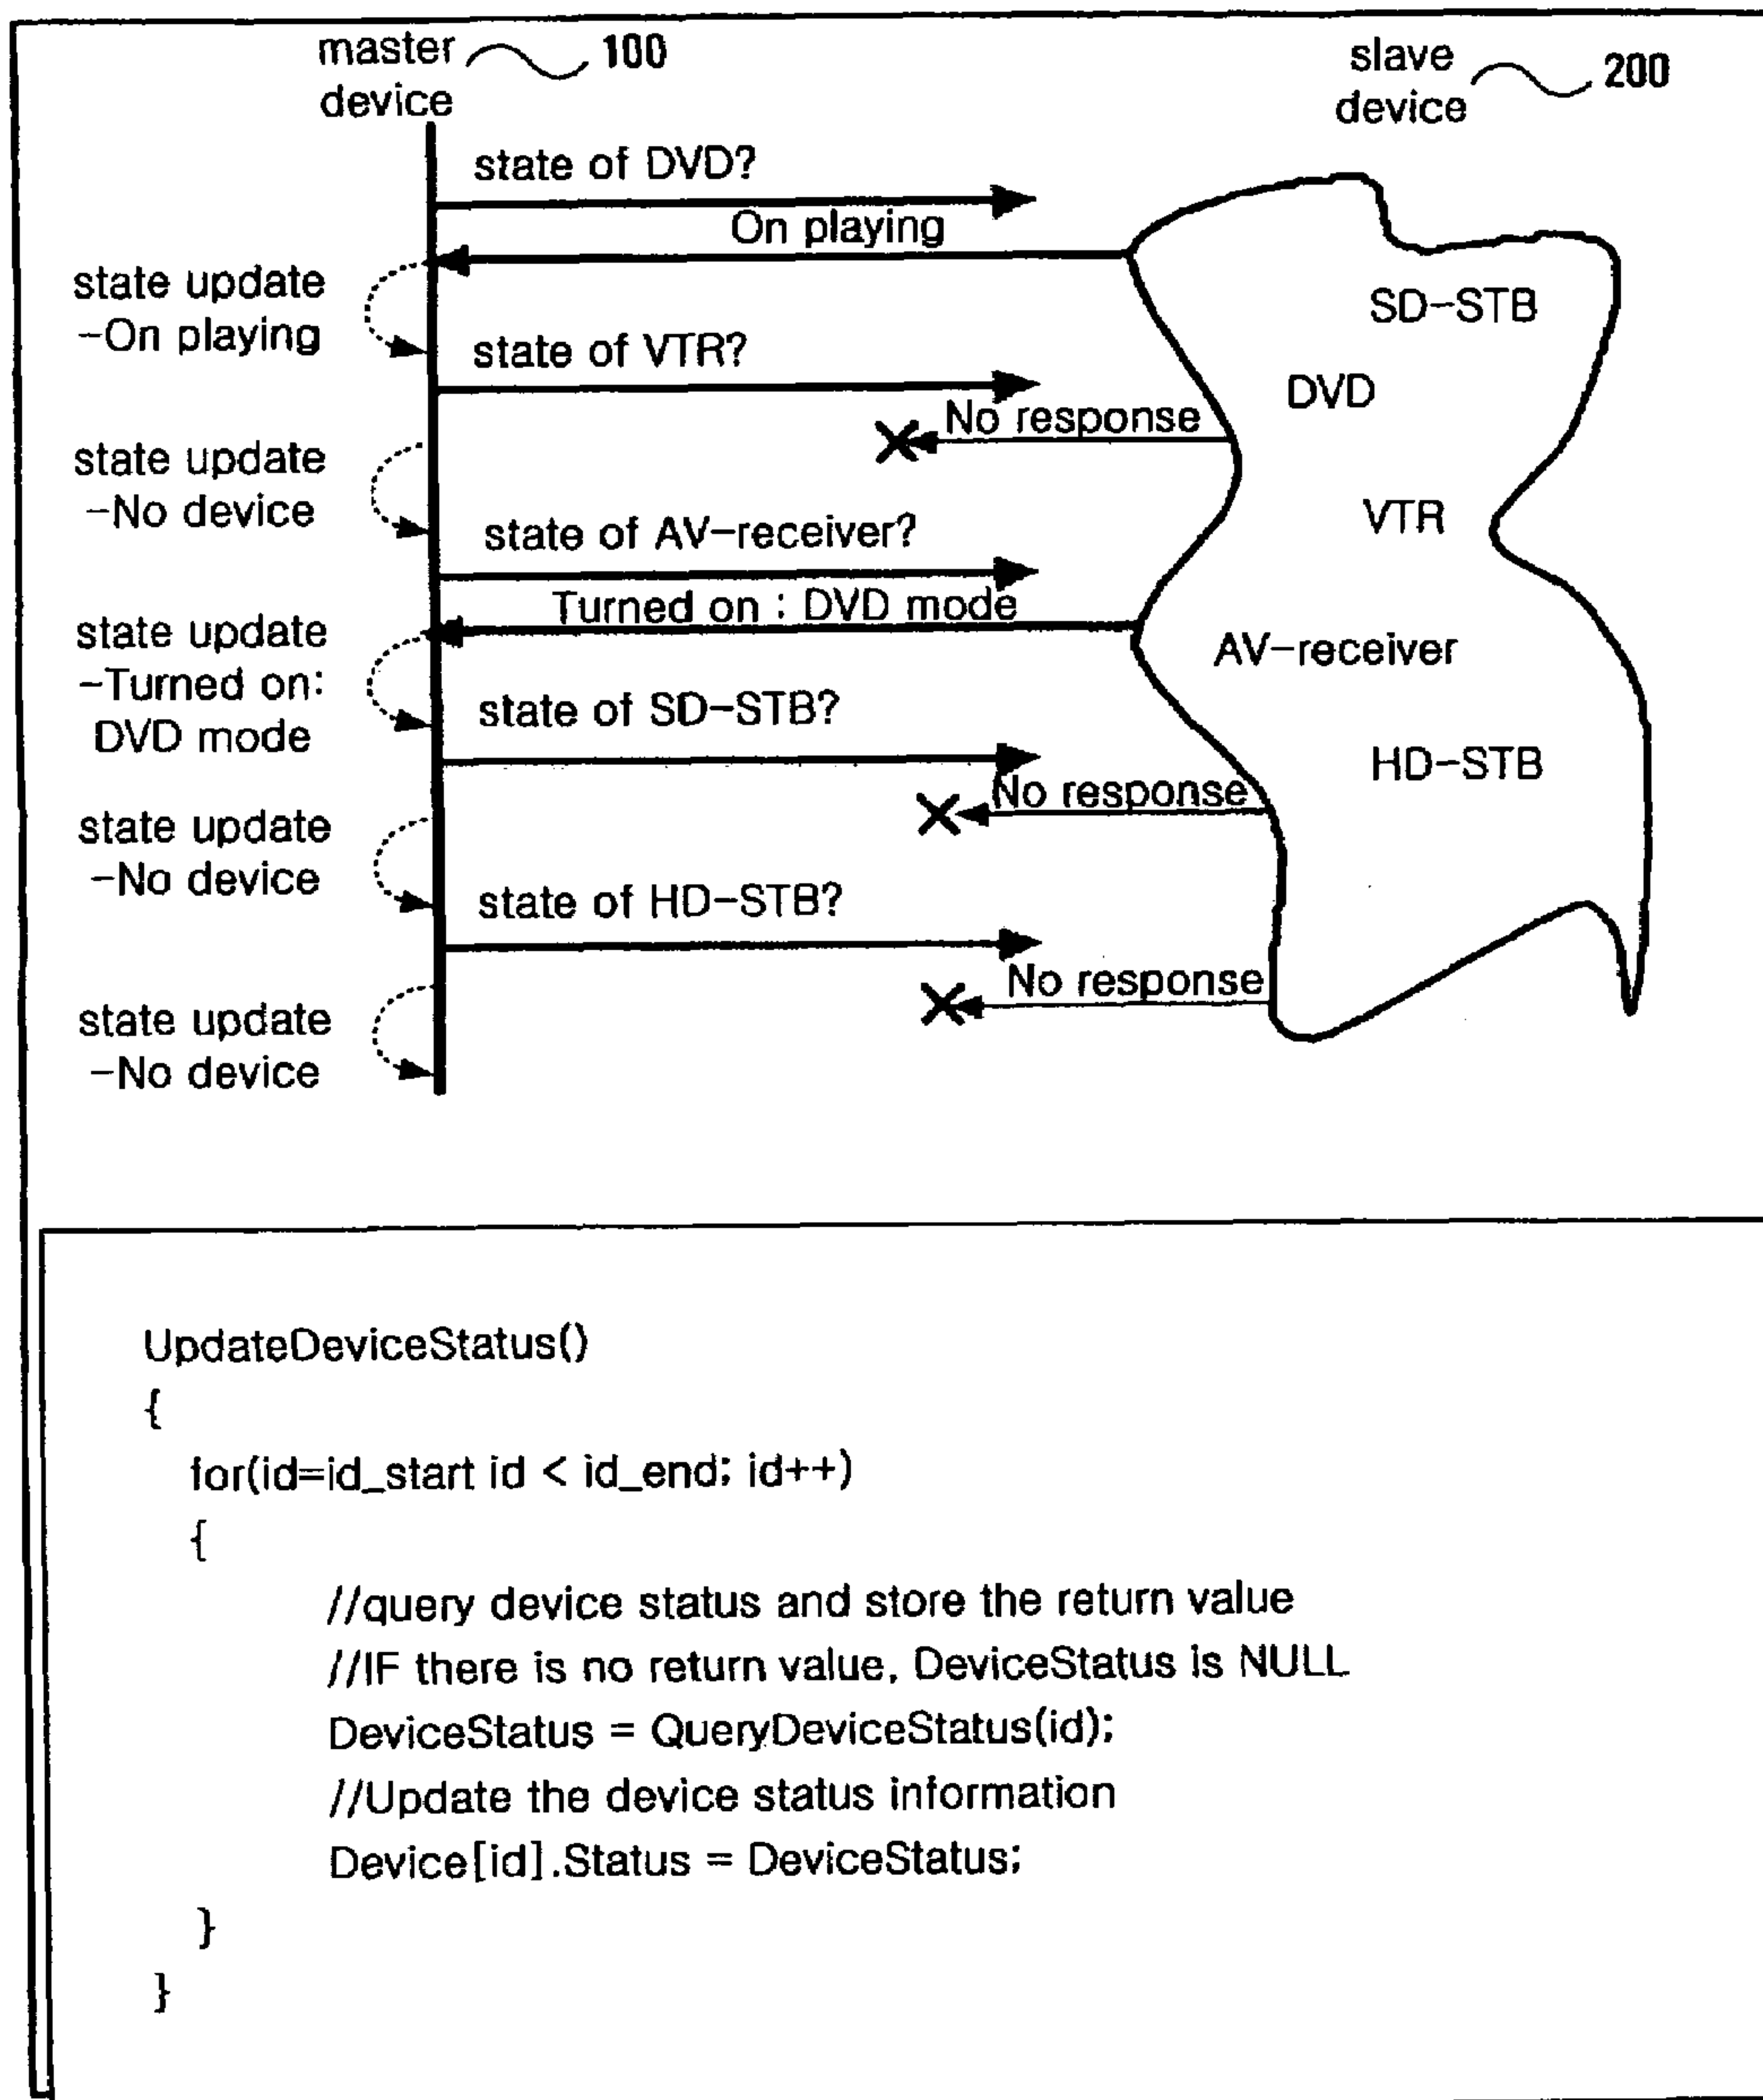 master 100
device
slave 200
device
state of DVD?
On playing
state update
-On playing
state of VTR?
No response
state update
-No device
state of AV-receiver?
Turned on : DVD mode
state update
-Turned on:
DVD mode
state of SD-STB?
No response
state update
-No device
state of HD-STB?
No response
state update
-No device
SD-STB
DVD
VTR
AV-receiver
HD-STB
UpdateDeviceStatus()
{
for(id=id_start id < id_end; id++)
{
//query device status and store the return value
//IF there is no return value, DeviceStatus is NULL
DeviceStatus = QueryDeviceStatus(id);
//Update the device status information
Device[id].Status = DeviceStatus;
}
}